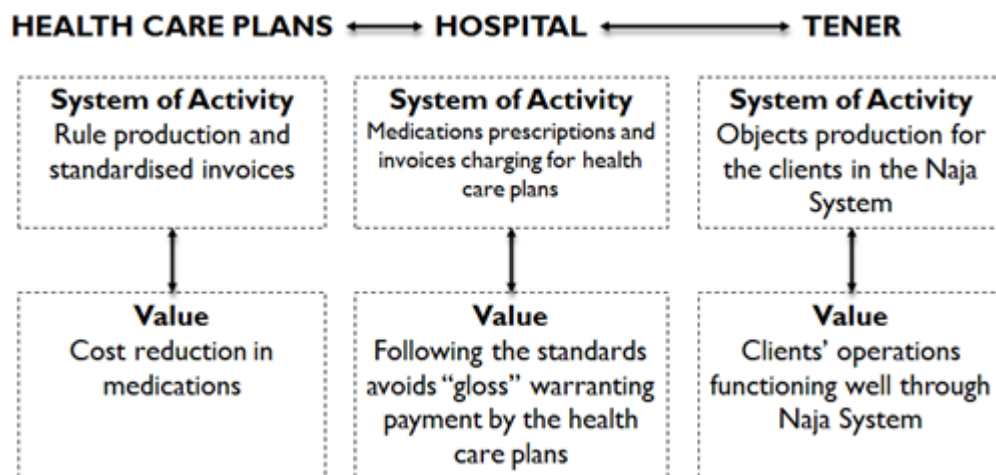 HEALTH CARE PLANS HOSPITAL TENER
System of Activity
Rule production and
standardised invoices
System of Activity
Medications prescriptions and
invoices charging for health
care plans
System of Activity
Objects production for
the clients in the Naja
System
Value
Cost reduction in
medications
Value
Following the standards
avoids “gloss” warranting
payment by the health
care plans
Value
Clients’ operations
functioning well through
Naja System